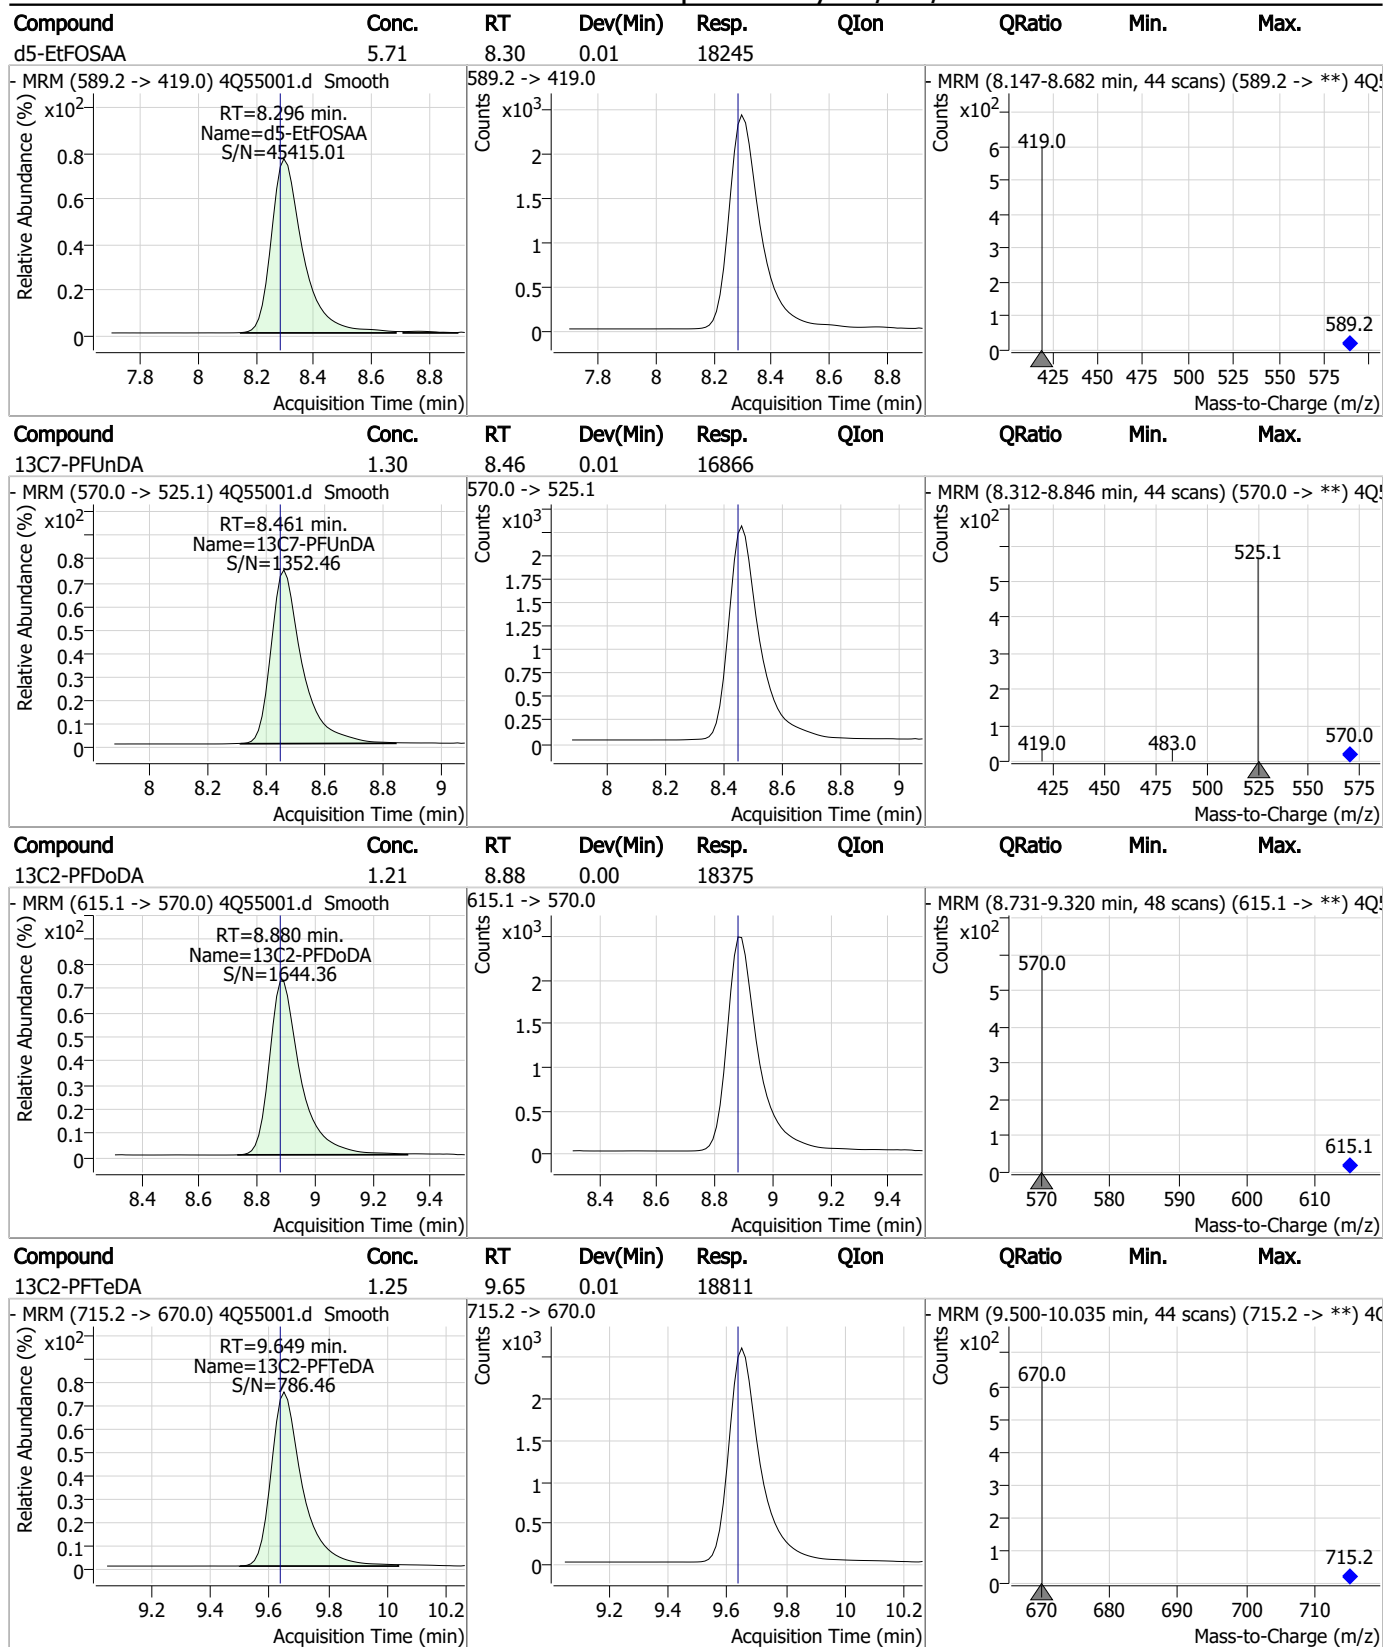 Compound Conc. RT Dev(Min) Resp. QIon QRatio Min. Max.
d5-EtFOSAA 5.71 8.30 0.01 18245
- MRM (589.2 -> 419.0) 4Q55001.d Smooth
Relative Abundance (%)
x10²
RT=8.296 min.
Name=d5-EtFOSAA
S/N=45415.01
0.8
0.6
0.4
0.2
0
7.8 8 8.2 8.4 8.6 8.8
Acquisition Time (min)
589.2 -> 419.0
Counts
x10³
2
1.5
1
0.5
0
7.8 8 8.2 8.4 8.6 8.8
Acquisition Time (min)
- MRM (8.147-8.682 min, 44 scans) (589.2 -> **)
Counts
x10²
419.0
6
5
4
3
2
1
0
589.2
425 450 475 500 525 550 575
Mass-to-Charge (m/z)
Compound Conc. RT Dev(Min) Resp. QIon QRatio Min. Max.
13C7-PFUnDA 1.30 8.46 0.01 16866
- MRM (570.0 -> 525.1) 4Q55001.d Smooth
Relative Abundance (%)
x10²
RT=8.461 min.
Name=13C7-PFUnDA
S/N=1352.46
0.8
0.7
0.6
0.5
0.4
0.3
0.2
0.1
0
8 8.2 8.4 8.6 8.8 9
Acquisition Time (min)
570.0 -> 525.1
Counts
x10³
2
1.75
1.5
1.25
1
0.75
0.5
0.25
0
8 8.2 8.4 8.6 8.8 9
Acquisition Time (min)
- MRM (8.312-8.846 min, 44 scans) (570.0 -> **)
Counts
x10²
525.1
5
4
3
2
1
0
419.0 483.0 570.0
425 450 475 500 525 550 575
Mass-to-Charge (m/z)
Compound Conc. RT Dev(Min) Resp. QIon QRatio Min. Max.
13C2-PFDoDA 1.21 8.88 0.00 18375
- MRM (615.1 -> 570.0) 4Q55001.d Smooth
Relative Abundance (%)
x10²
RT=8.880 min.
Name=13C2-PFDoDA
S/N=1644.36
0.8
0.7
0.6
0.5
0.4
0.3
0.2
0.1
0
8.4 8.6 8.8 9 9.2 9.4
Acquisition Time (min)
615.1 -> 570.0
Counts
x10³
2
1.5
1
0.5
0
8.4 8.6 8.8 9 9.2 9.4
Acquisition Time (min)
- MRM (8.731-9.320 min, 48 scans) (615.1 -> **)
Counts
x10²
570.0
5
4
3
2
1
0
615.1
570 580 590 600 610
Mass-to-Charge (m/z)
Compound Conc. RT Dev(Min) Resp. QIon QRatio Min. Max.
13C2-PFTeDA 1.25 9.65 0.01 18811
- MRM (715.2 -> 670.0) 4Q55001.d Smooth
Relative Abundance (%)
x10²
RT=9.649 min.
Name=13C2-PFTeDA
S/N=786.46
0.8
0.7
0.6
0.5
0.4
0.3
0.2
0.1
0
9.2 9.4 9.6 9.8 10 10.2
Acquisition Time (min)
715.2 -> 670.0
Counts
x10³
2
1.5
1
0.5
0
9.2 9.4 9.6 9.8 10 10.2
Acquisition Time (min)
- MRM (9.500-10.035 min, 44 scans) (715.2 -> **)
Counts
x10²
670.0
6
5
4
3
2
1
0
715.2
670 680 690 700 710
Mass-to-Charge (m/z)